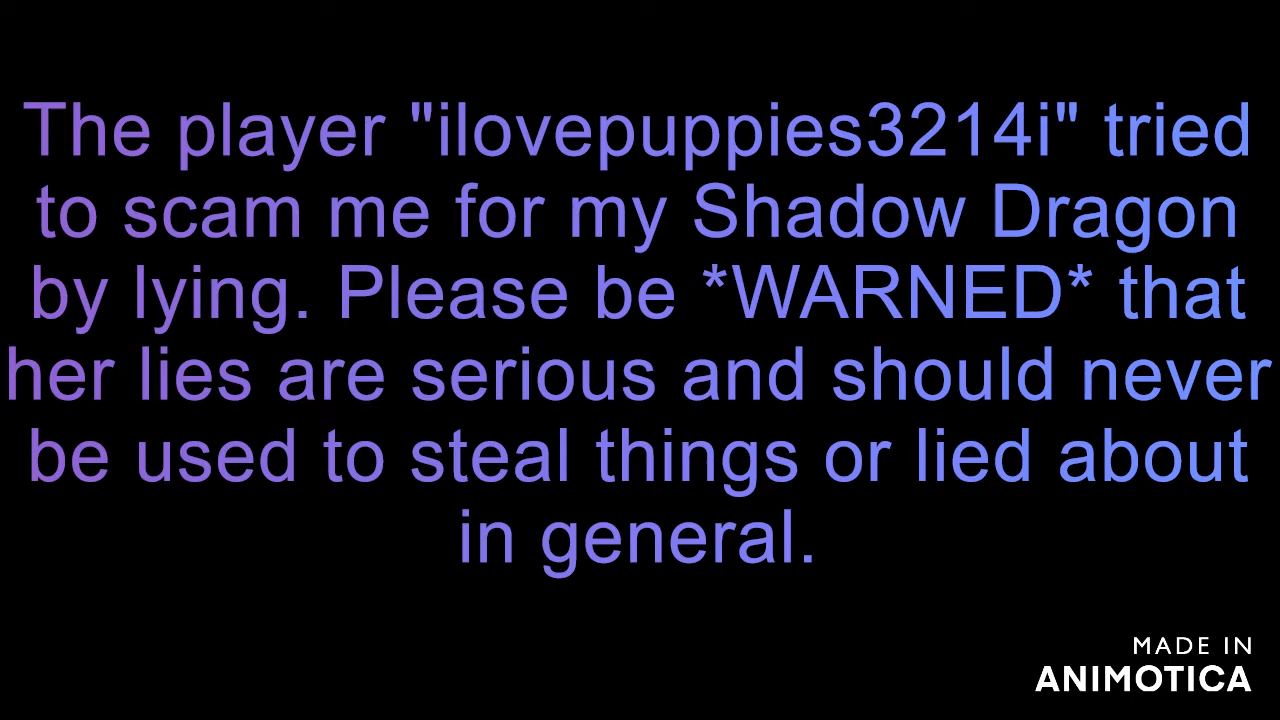 The player "ilovepuppies3214i" tried
to scam me for my Shadow Dragon
by lying. Please be *WARNED* that
her lies are serious and should never
be used to steal things or lied about
in general.
MADE IN
ANIMOTICA